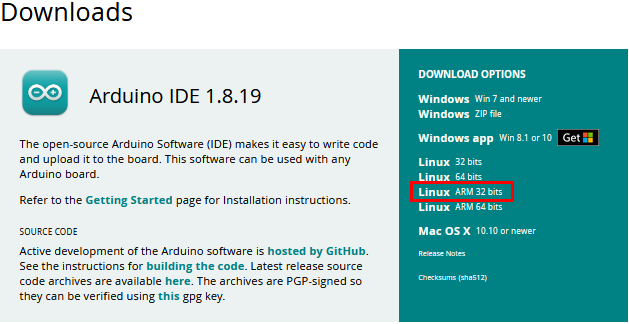 Downloads
Arduino IDE 1.8.19
The open-source Arduino Software (IDE) makes it easy to write code
and upload it to the board. This software can be used with any
Arduino board.
Refer to the Getting Started page for Installation instructions.
SOURCE CODE
Active development of the Arduino software is hosted by GitHub.
See the instructions for building the code. Latest release source
code archives are available here. The archives are PGP-signed so
they can be verified using this gpg key.
DOWNLOAD OPTIONS
Windows Win 7 and newer
Windows ZIP file
Windows app Win 8.1 or 10 Get
Linux 32 bits
Linux 64 bits
Linux ARM 32 bits
Linux ARM 64 bits
Mac OS X 10.10 or newer
Release Notes
Checksums (sha512)